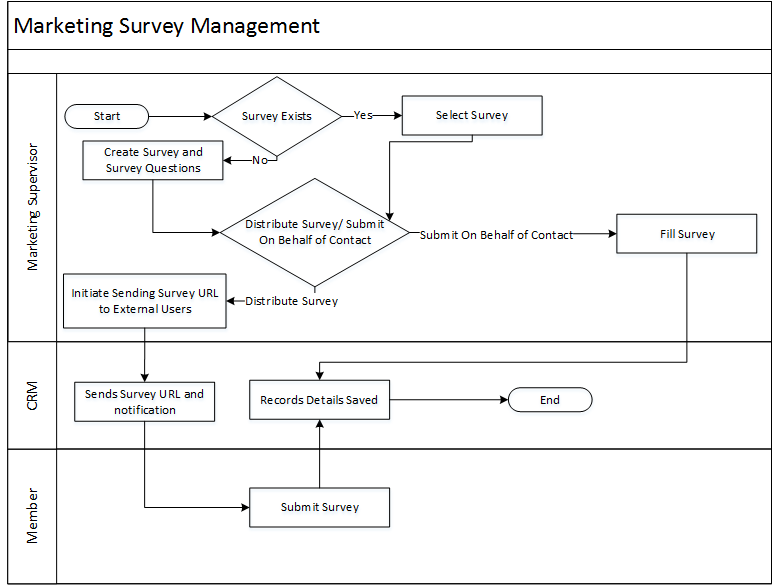 Marketing Survey Management
Marketing Supervisor
Start
Survey Exists
Yes
Select Survey
No
Create Survey and
Survey Questions
Distribute Survey/ Submit
On Behalf of Contact
Submit On Behalf of Contact
Fill Survey
Distribute Survey
Initiate Sending Survey URL
to External Users
CRM
Sends Survey URL and
notification
Records Details Saved
End
Member
Submit Survey